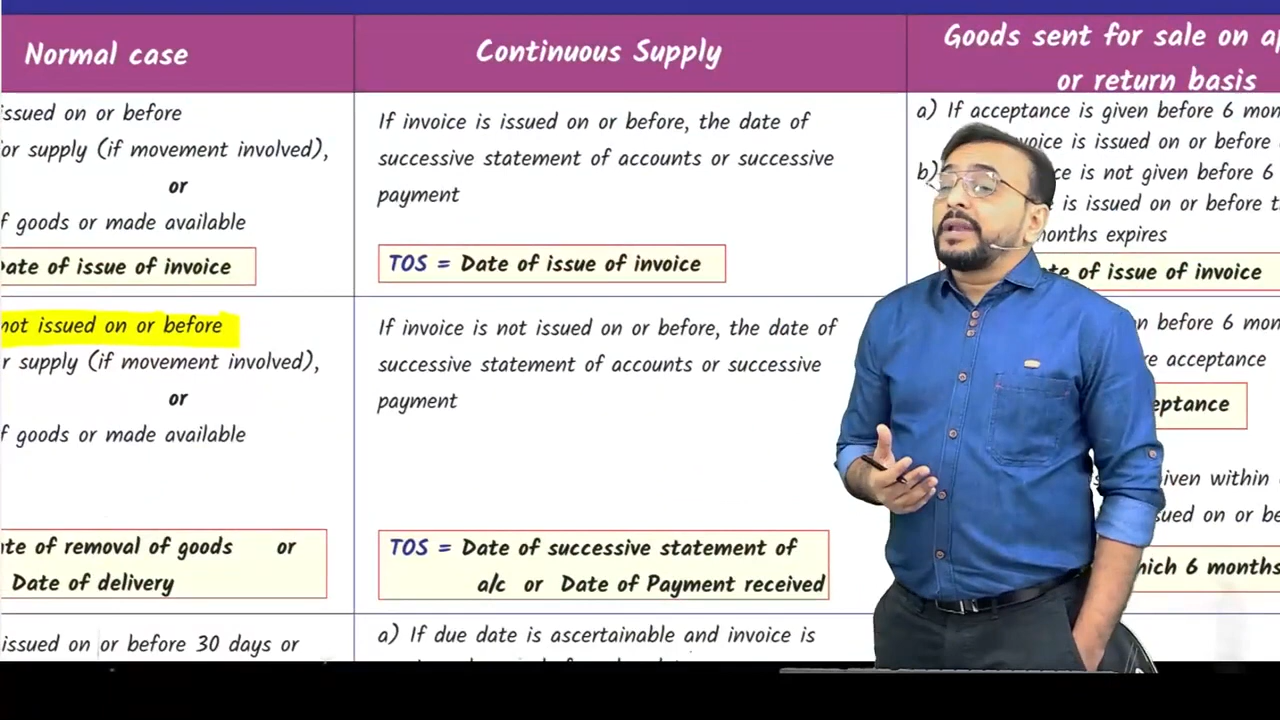 Normal case
issued on or before
or supply (if movement involved),
or
f goods or made available
ate of issue of invoice
not issued on or before
r supply (if movement involved),
or
f goods or made available
te of removal of goods or
Date of delivery
issued on or before 30 days or
Continuous Supply
If invoice is issued on or before, the date of
successive statement of accounts or successive
payment
TOS = Date of issue of invoice
If invoice is not issued on or before, the date of
successive statement of accounts or successive
payment
TOS = Date of successive statement of
a/c or Date of Payment received
a) If due date is ascertainable and invoice is
Goods sent for sale on a
or return basis
a) If acceptance is given before 6 mon
voice is issued on or before
b) ce is not given before 6
is issued on or before t
months expires
te of issue of invoice
n before 6 mon
re acceptance
eptance
iven within
sued on or be
hich 6 months